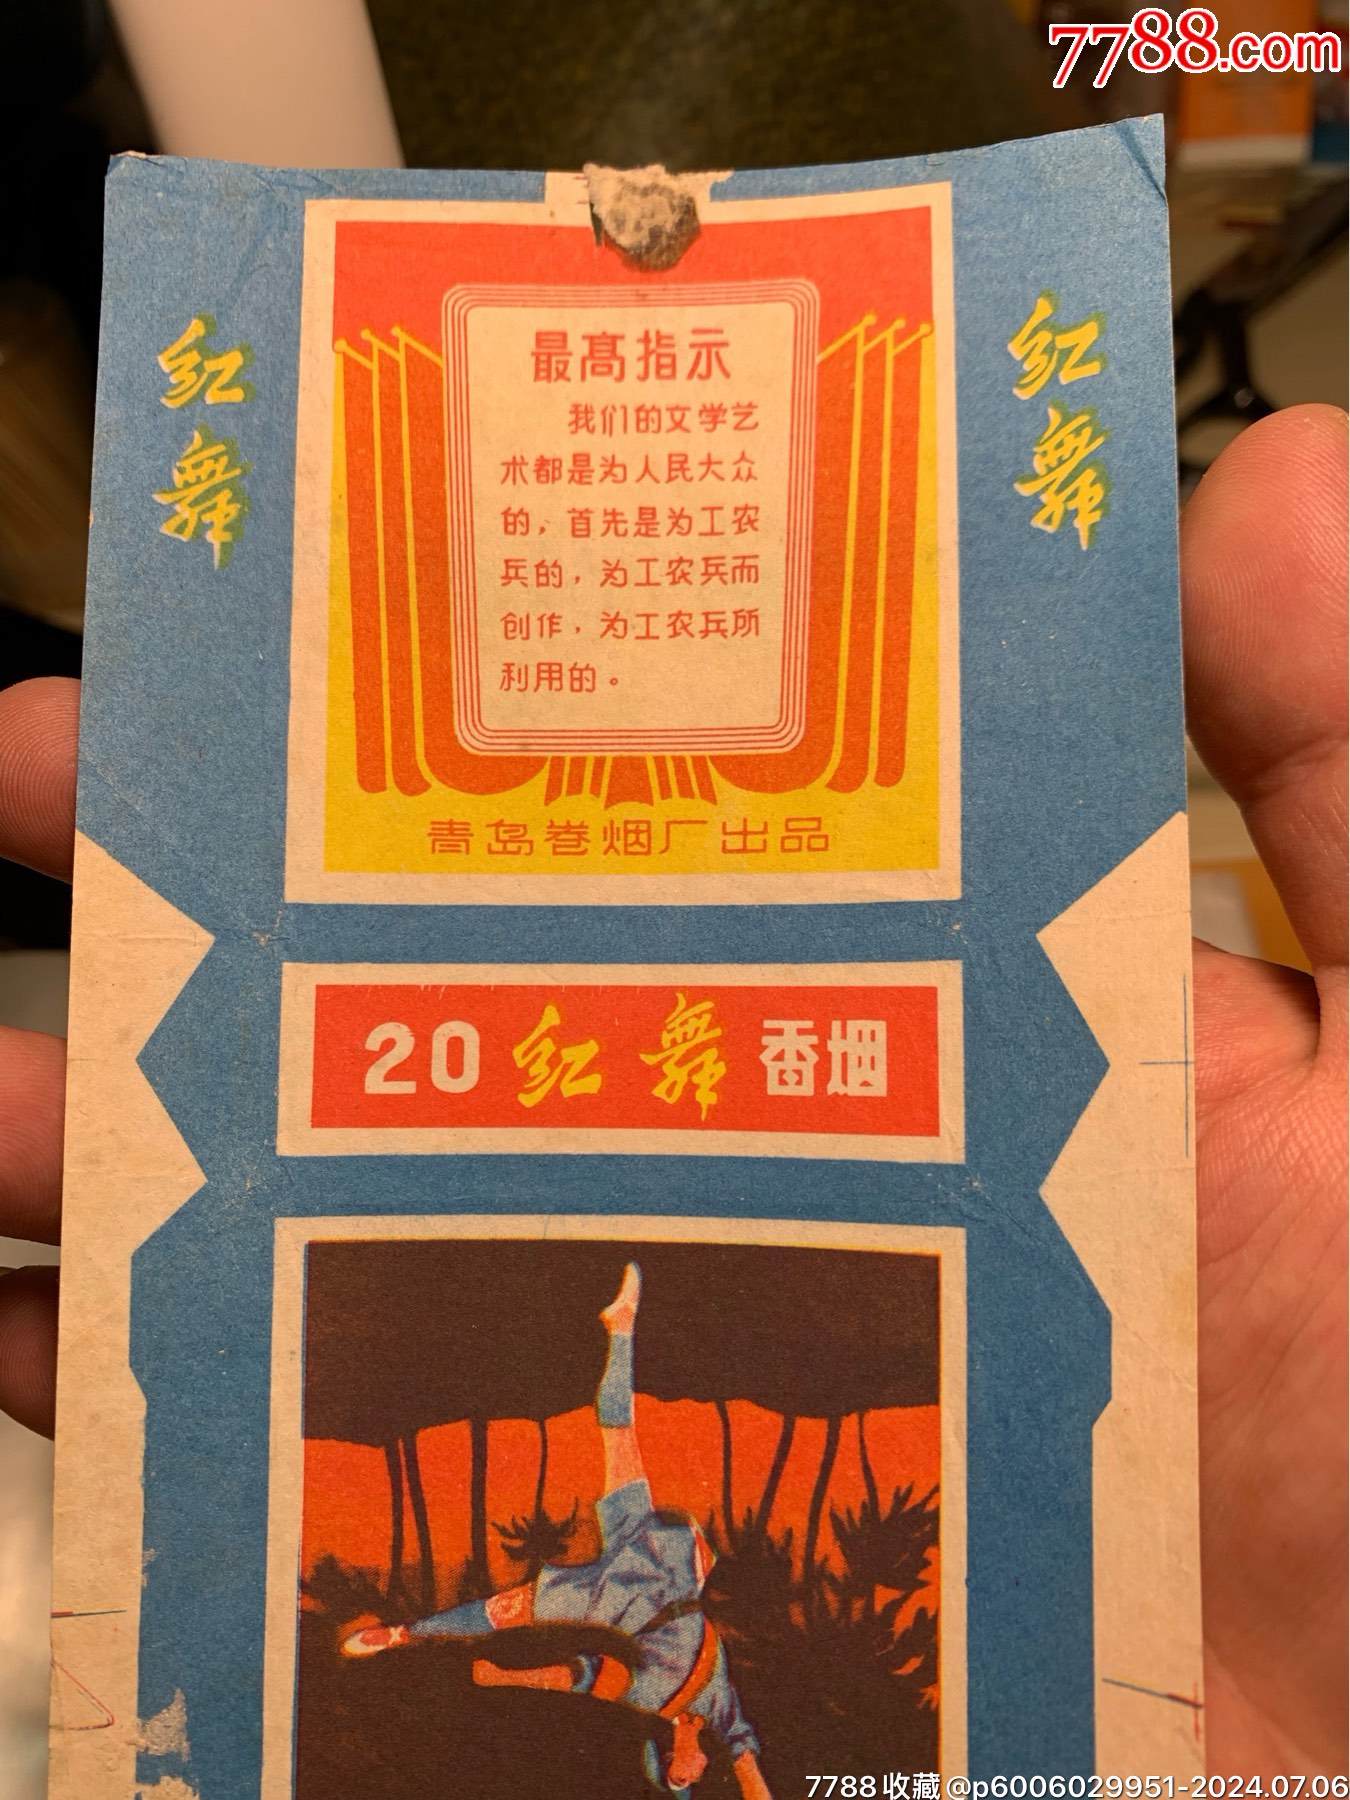 7788.com
红舞
红舞
最高指示
我们的文学艺
术都是为人民大众
的，首先是为工农
兵的，为工农兵而
创作，为工农兵所
利用的。
青岛卷烟厂出品
20 红舞 香烟
7788收藏@p6006029951-2024.07.06